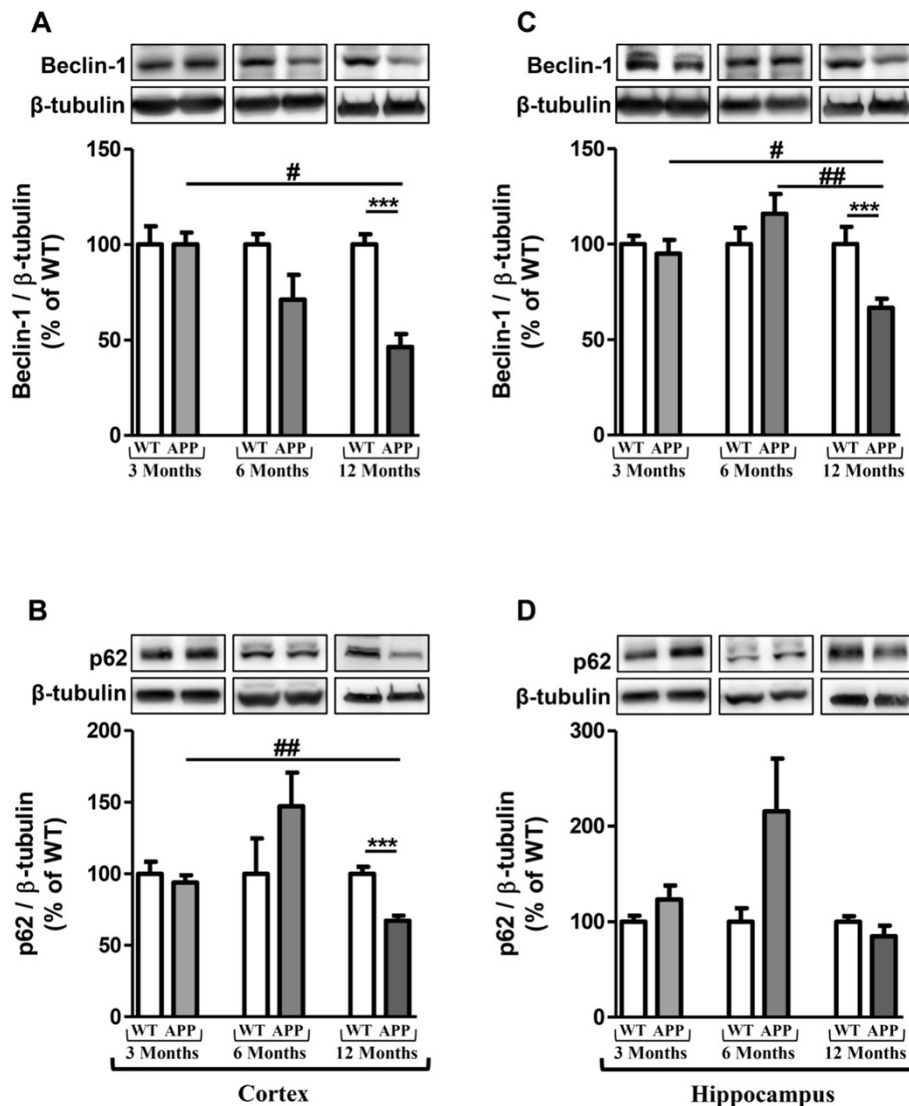 A
Beclin-1
β-tubulin
150
100
50
0
Beclin-1 / β-tubulin
(% of WT)
#
***
WT APP WT APP WT APP
3 Months 6 Months 12 Months
C
Beclin-1
β-tubulin
150
100
50
0
Beclin-1 / β-tubulin
(% of WT)
#
##
***
WT APP WT APP WT APP
3 Months 6 Months 12 Months
B
p62
β-tubulin
200
150
100
50
0
p62 / β-tubulin
(% of WT)
##
***
WT APP WT APP WT APP
3 Months 6 Months 12 Months
Cortex
D
p62
β-tubulin
300
200
100
0
p62 / β-tubulin
(% of WT)
WT APP WT APP WT APP
3 Months 6 Months 12 Months
Hippocampus